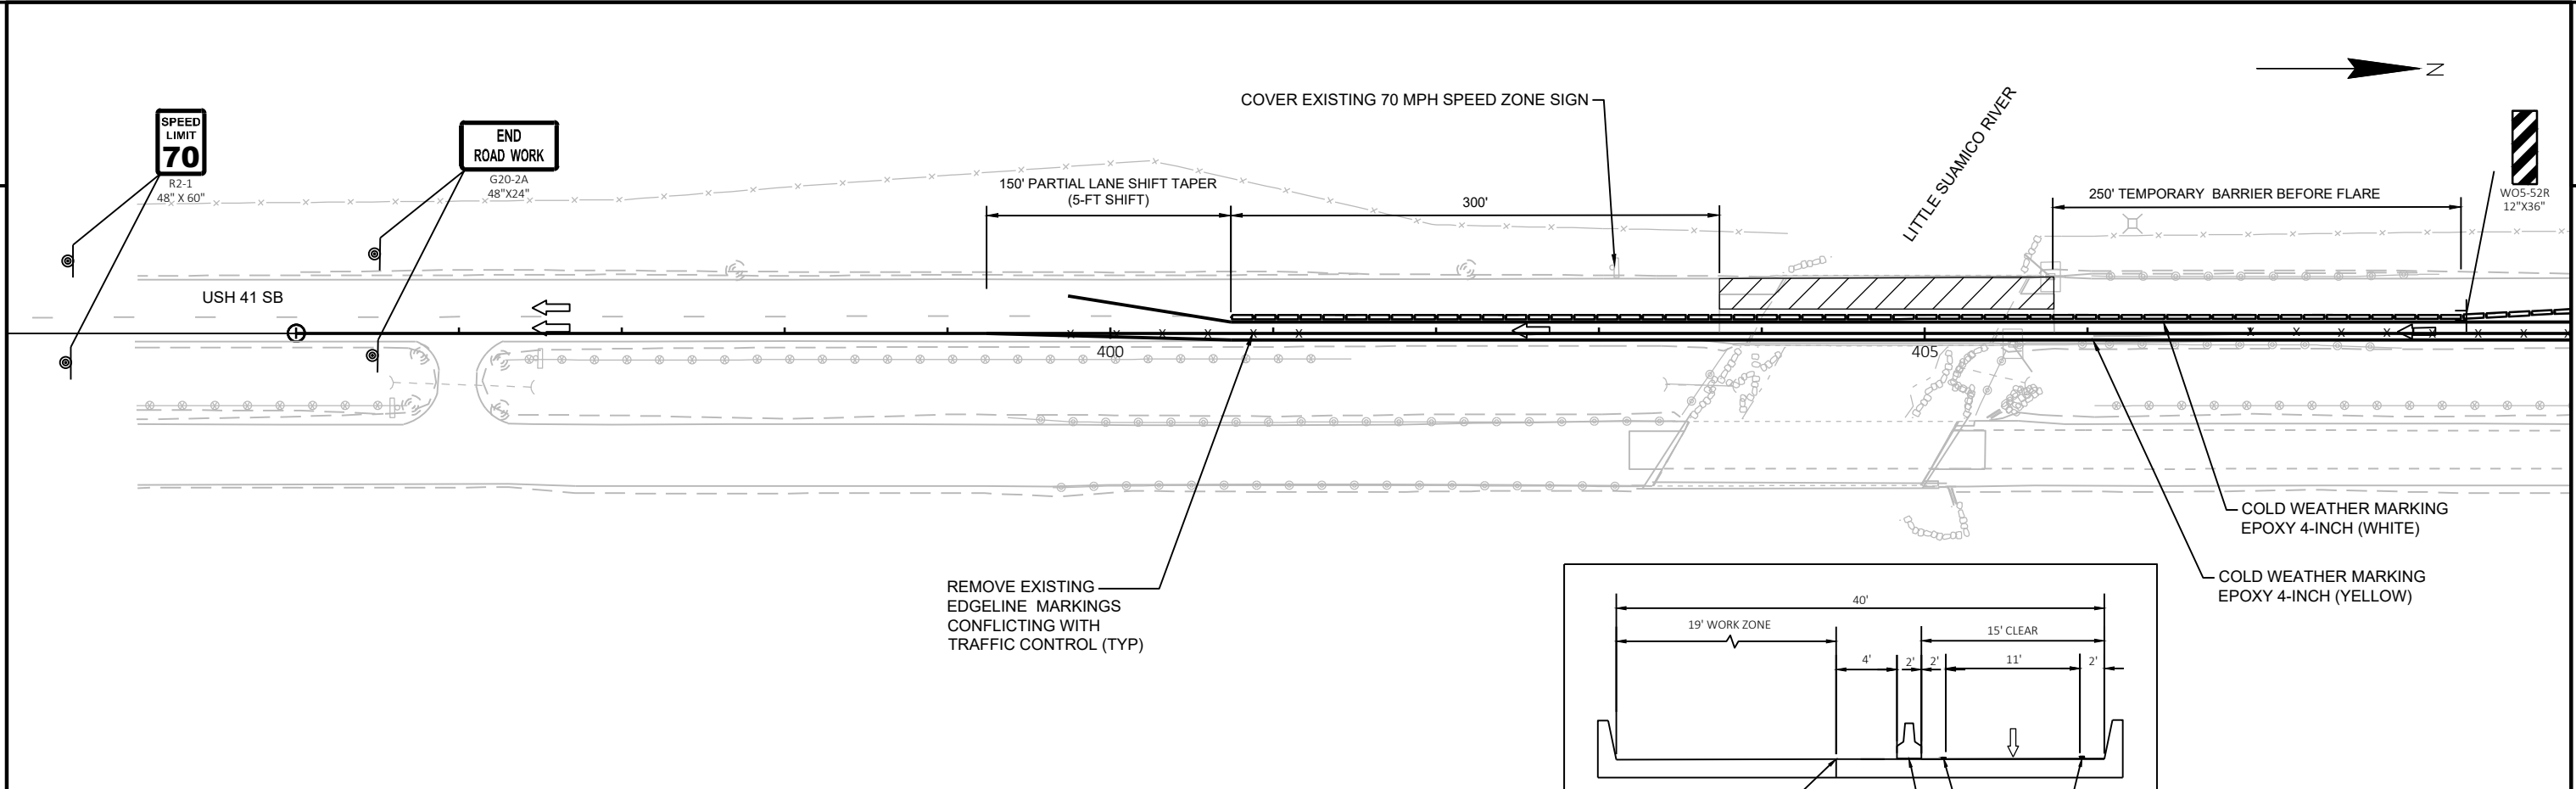 SPEED
LIMIT
70
R2-1
48" X 60"
END
ROAD WORK
G20-2A
48"X24"
150' PARTIAL LANE SHIFT TAPER
(5-FT SHIFT)
COVER EXISTING 70 MPH SPEED ZONE SIGN
300'
LITTLE SUAMICO RIVER
250' TEMPORARY BARRIER BEFORE FLARE
N
WO5-52R
12"X36"
USH 41 SB
400
405
REMOVE EXISTING
EDGELINE MARKINGS
CONFLICTING WITH
TRAFFIC CONTROL (TYP)
COLD WEATHER MARKING
EPOXY 4-INCH (WHITE)
COLD WEATHER MARKING
EPOXY 4-INCH (YELLOW)
40'
19' WORK ZONE
15' CLEAR
4'
2'
2'
11'
2'